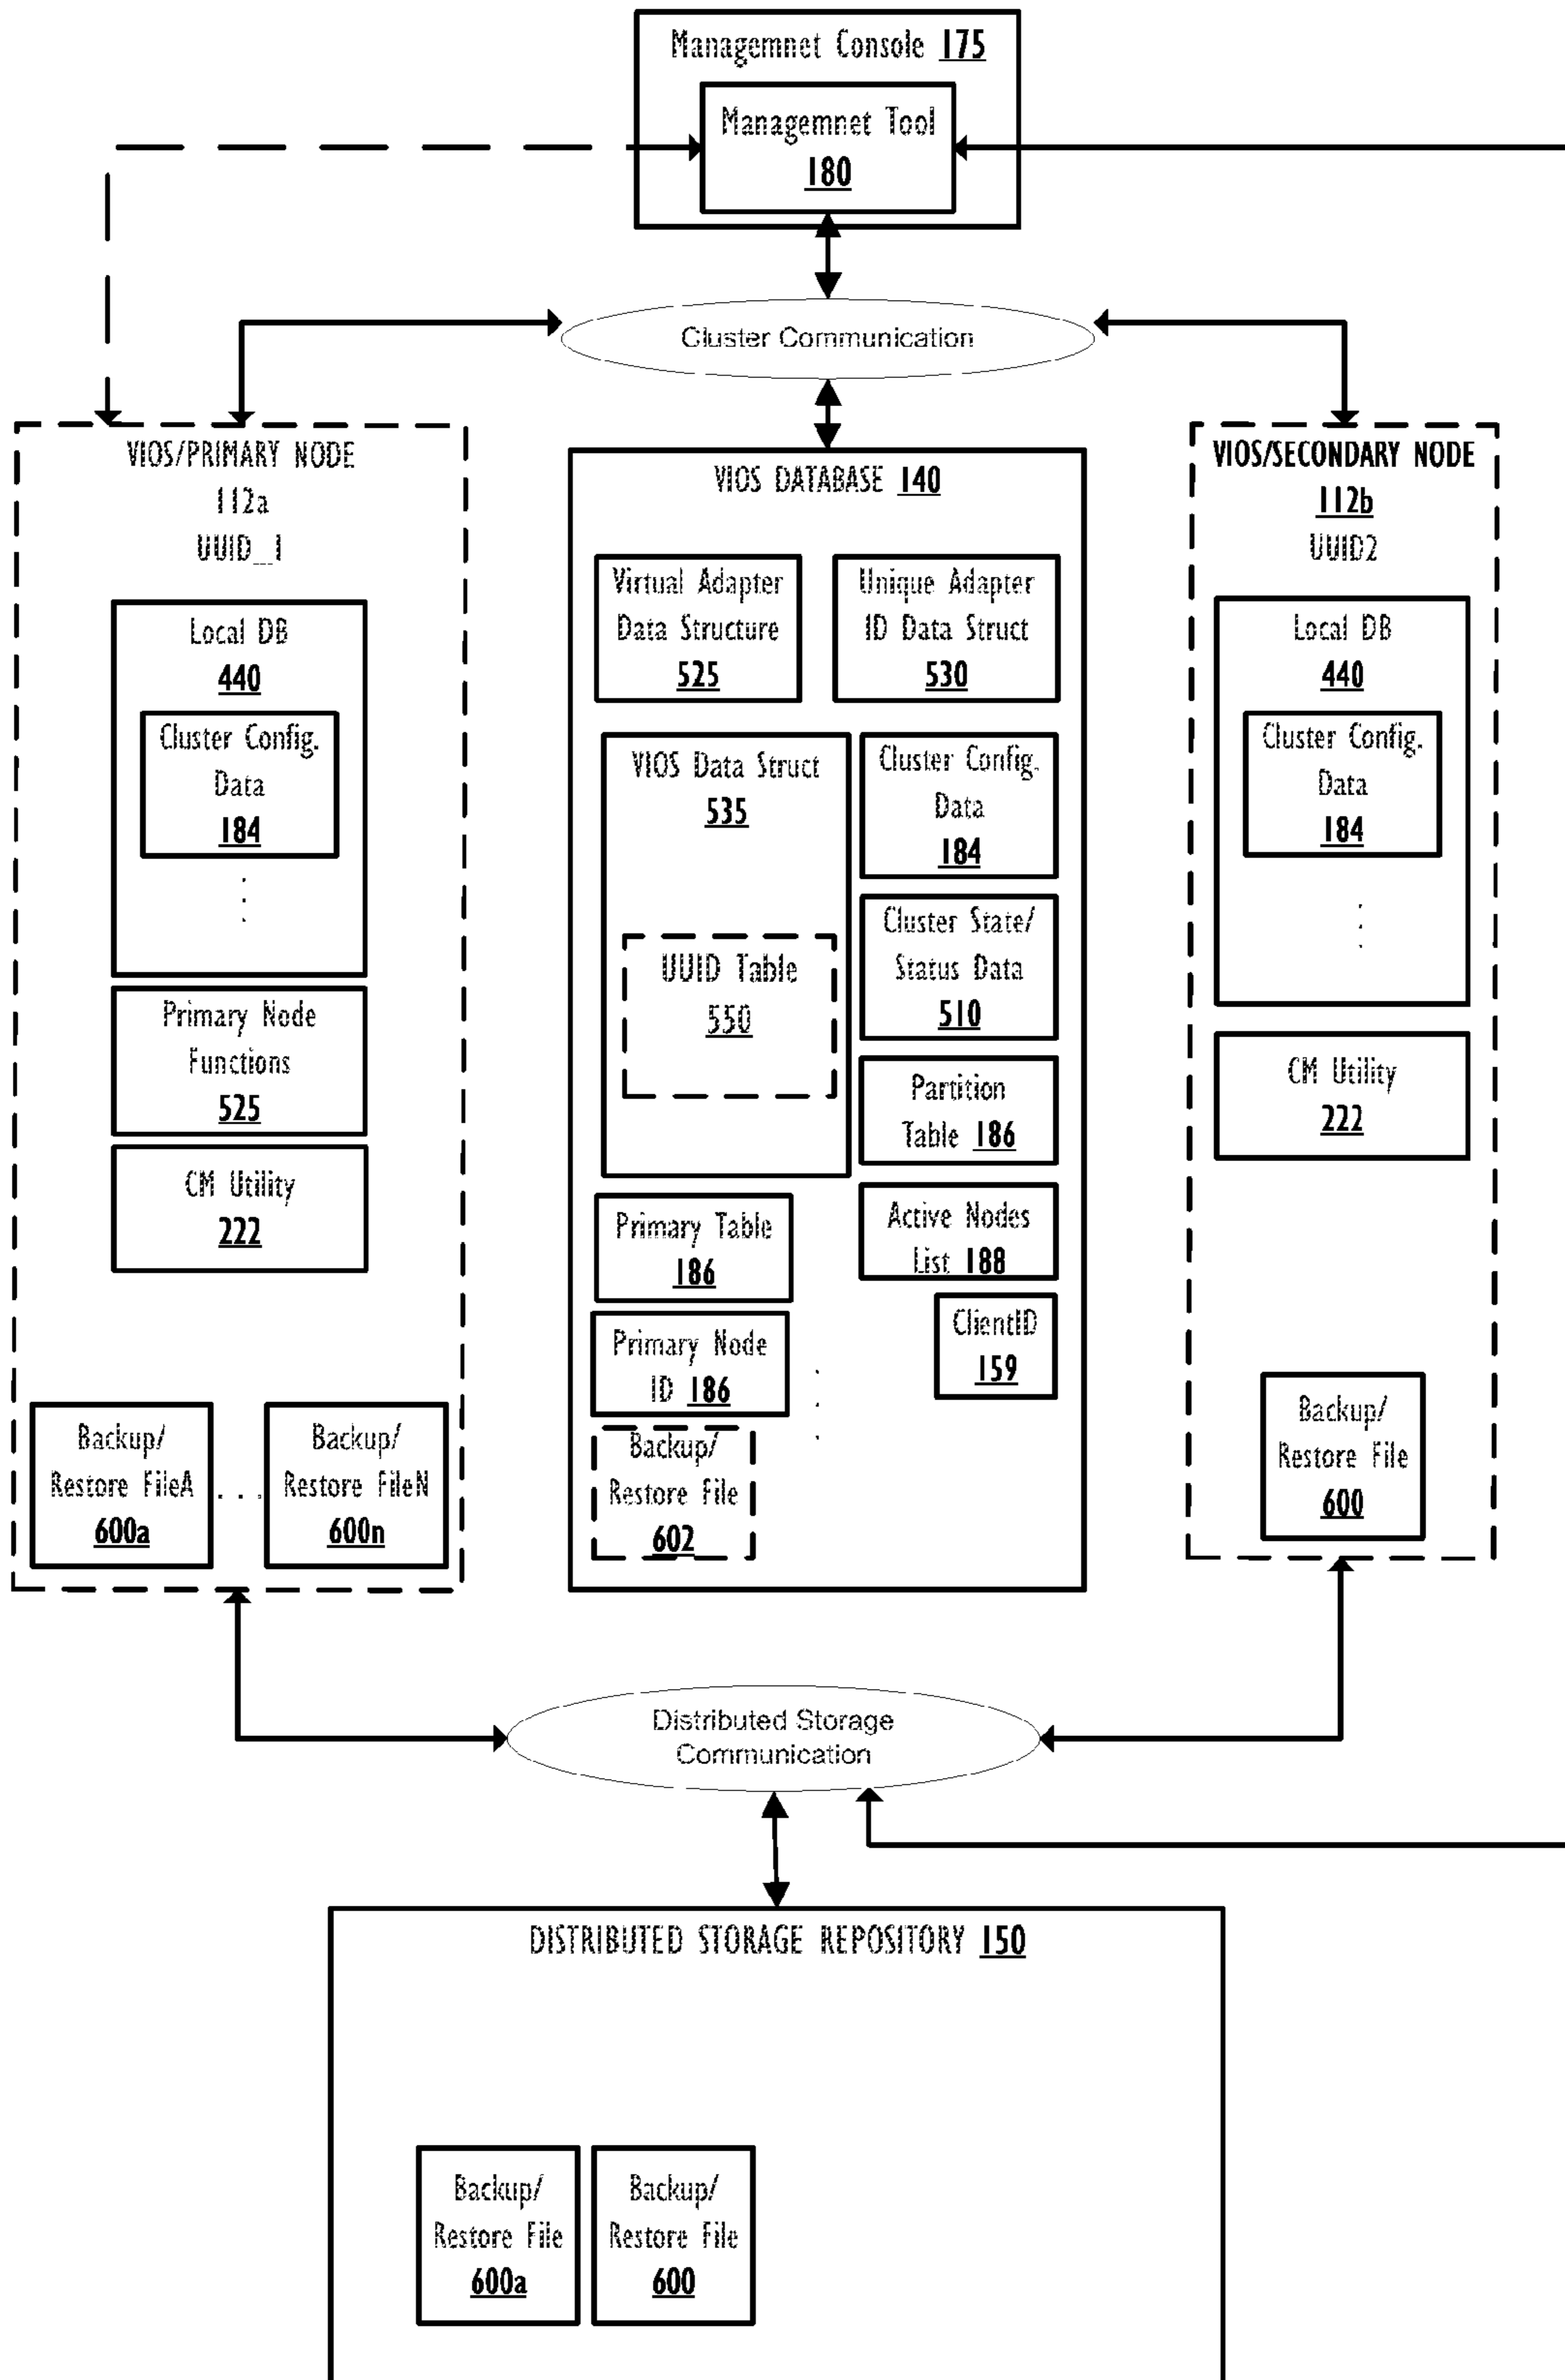 Managemnet Console 175
Managemnet Tool
180
Cluster Communication
VIOS/PRIMARY NODE
112a
UUID_1
Local DB
440
Cluster Config.
Data
184
Primary Node
Functions
525
CM Utility
222
Backup/
Restore FileA
600a
. . .
Backup/
Restore FileN
600n
VIOS DATABASE 140
Virtual Adapter
Data Structure
525
Unique Adapter
ID Data Struct
530
VIOS Data Struct
535
UUID Table
550
Cluster Config.
Data
184
Cluster State/
Status Data
510
Partition
Table 186
Primary Table
186
Active Nodes
List 188
Primary Node
ID 186
ClientID
159
Backup/
Restore File
602
VIOS/SECONDARY NODE
112b
UUID2
Local DB
440
Cluster Config.
Data
184
CM Utility
222
Backup/
Restore File
600
Distributed Storage
Communication
DISTRIBUTED STORAGE REPOSITORY 150
Backup/
Restore File
600a
Backup/
Restore File
600